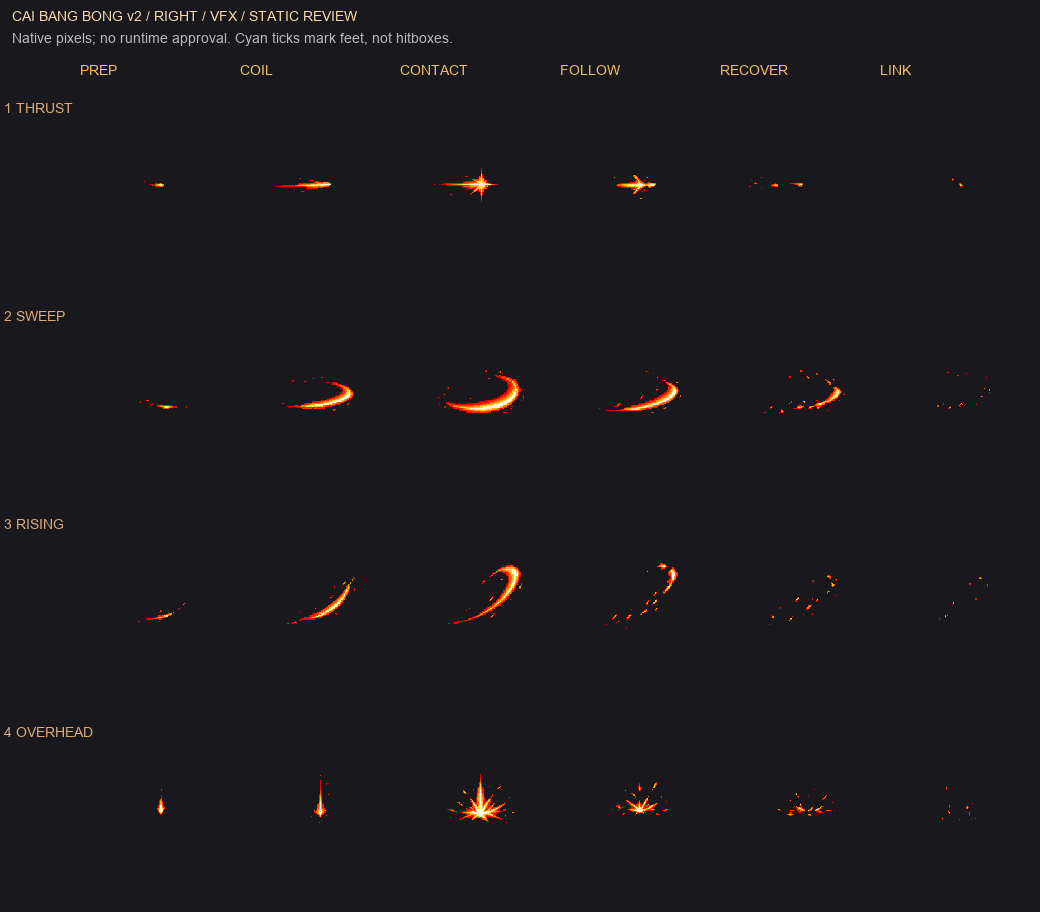 CAI BANG BONG v2 / RIGHT / VFX / STATIC REVIEW
Native pixels; no runtime approval. Cyan ticks mark feet, not hitboxes.
PREP COIL CONTACT FOLLOW RECOVER LINK
1 THRUST
2 SWEEP
3 RISING
4 OVERHEAD